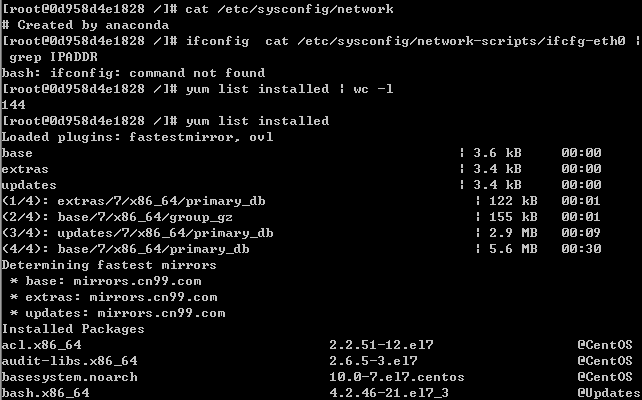 [root@0d958d4e1828 /]# cat /etc/sysconfig/network
# Created by anaconda
[root@0d958d4e1828 /]# ifconfig  cat /etc/sysconfig/network-scripts/ifcfg-eth0 |
 grep IPADDR
bash: ifconfig: command not found
[root@0d958d4e1828 /]# yum list installed | wc -l
144
[root@0d958d4e1828 /]# yum list installed
Loaded plugins: fastestmirror, ovl
base | 3.6 kB 00:00
extras | 3.4 kB 00:00
updates | 3.4 kB 00:00
(1/4): extras/7/x86_64/primary_db | 122 kB 00:01
(2/4): base/7/x86_64/group_gz | 155 kB 00:01
(3/4): updates/7/x86_64/primary_db | 2.9 MB 00:09
(4/4): base/7/x86_64/primary_db | 5.6 MB 00:30
Determining fastest mirrors
 * base: mirrors.cn99.com
 * extras: mirrors.cn99.com
 * updates: mirrors.cn99.com
Installed Packages
acl.x86_64 2.2.51-12.el7 @CentOS
audit-libs.x86_64 2.6.5-3.el7 @CentOS
basesystem.noarch 10.0-7.el7.centos @CentOS
bash.x86_64 4.2.46-21.el7_3 @Updates